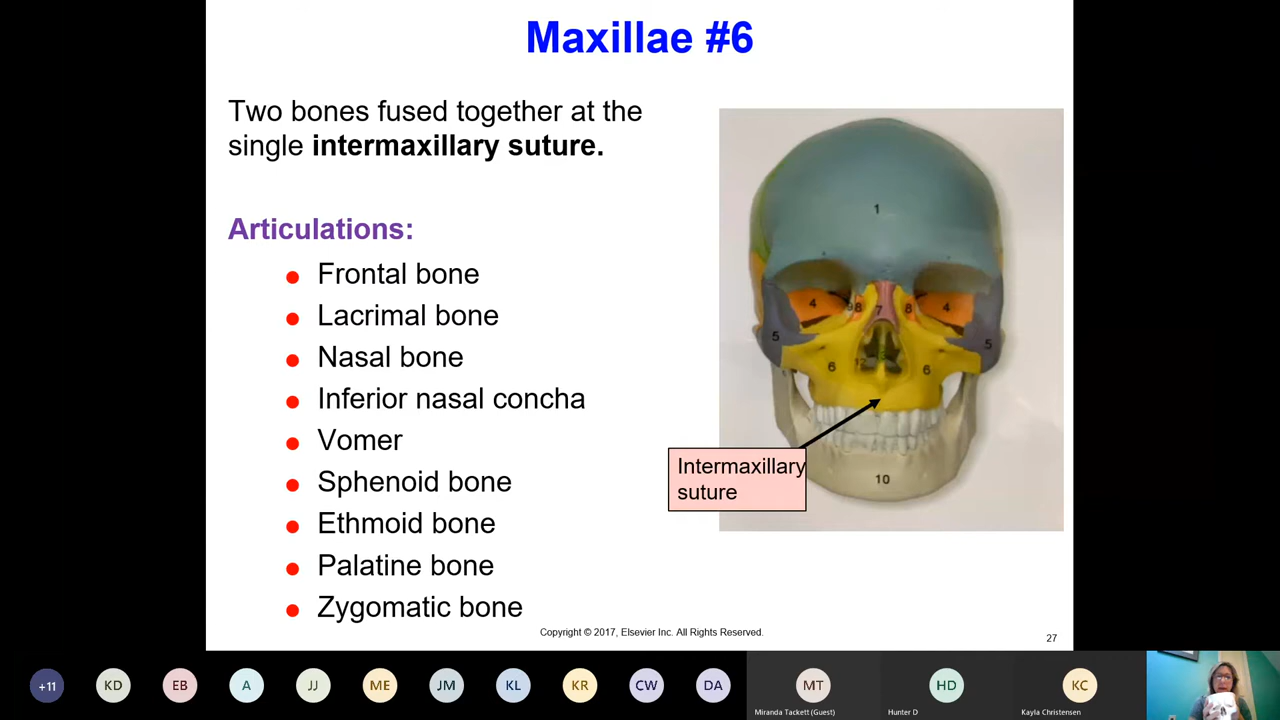 Maxillae #6
Two bones fused together at the
single intermaxillary suture.
Articulations:
Frontal bone
Lacrimal bone
Nasal bone
Inferior nasal concha
Vomer
Sphenoid bone
Ethmoid bone
Palatine bone
Zygomatic bone
1
4
8
7
8
4
5
5
6
12
6
Intermaxillary
suture
10
Copyright © 2017, Elsevier Inc. All Rights Reserved.
27
+11
KD
EB
A
JJ
ME
JM
KL
KR
CW
DA
MT
HD
KC
Miranda Tackett (Guest)
Hunter D
Kayla Christensen